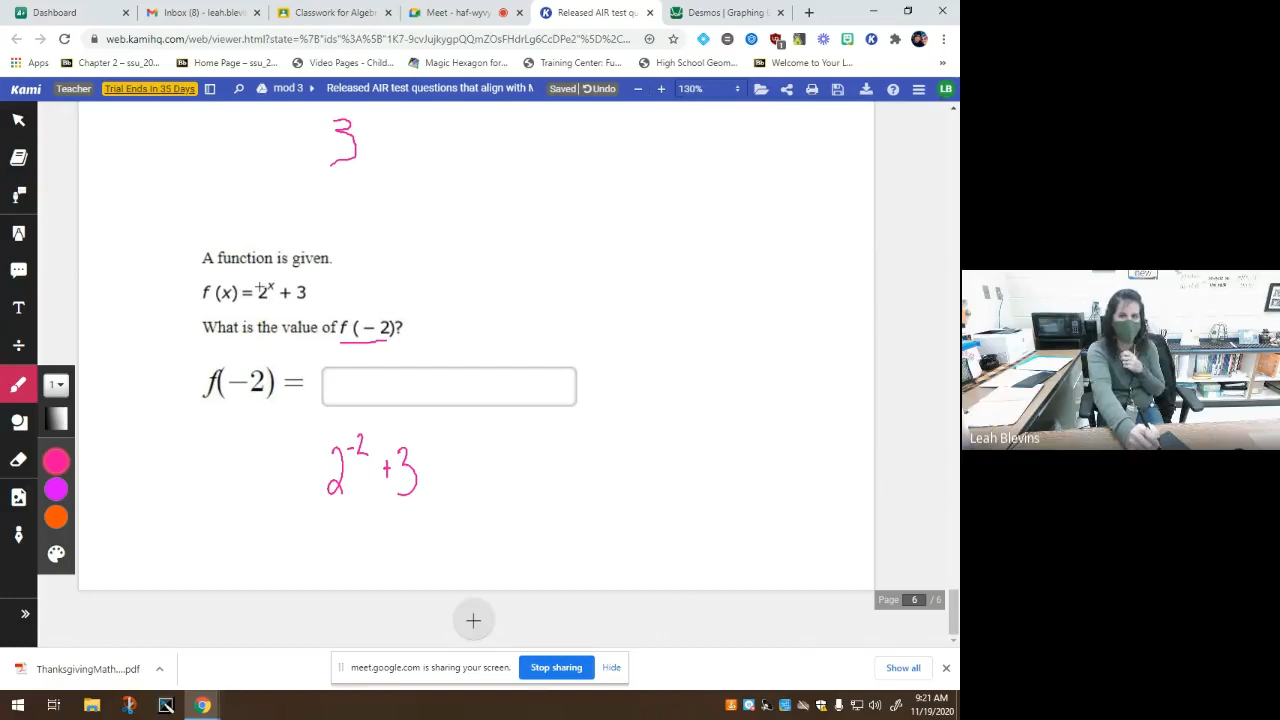 Dashboard
Inbox (8) - leah.blevi
Classwork for Algeb
Meet - haf-wyvy
Released AIR test qu
Desmos | Graphing C
web.kamihq.com/web/viewer.html?state=%7B"ids"%3A%5B"1K7-9cvJujkygpQQmZOsFHdrLg6CcDPe2"%5D%2C...
Apps
Chapter 2 – ssu_20...
Home Page – ssu_2...
Video Pages - Child...
Magic Hexagon for...
Training Center: Fu...
High School Geom...
Welcome to Your L...
Kami
Teacher
Trial Ends In 35 Days
mod 3
Released AIR test questions that align with M
Saved
Undo
130%
LB
3
A function is given.
f (x) = 2^x + 3
What is the value of f (− 2)?
f(−2) =
2^-2 + 3
1
Page 6 / 6
new
Leah Blevins
ThanksgivingMath....pdf
meet.google.com is sharing your screen.
Stop sharing
Hide
Show all
9:21 AM
11/19/2020